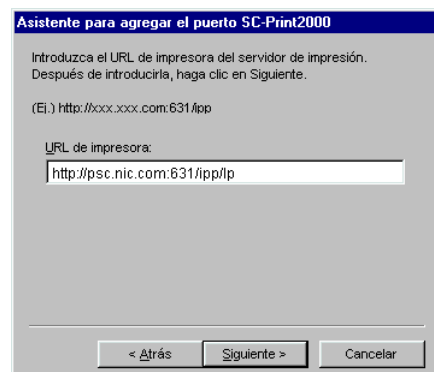 Asistente para agregar el puerto SC-Print2000
Introduzca el URL de impresora del servidor de impresión.
Después de introducirla, haga clic en Siguiente.
(Ej.) http://xxx.xxx.com:631/ipp
URL de impresora:
http://psc.nic.com:631/ipp/lp
< Atrás Siguiente > Cancelar